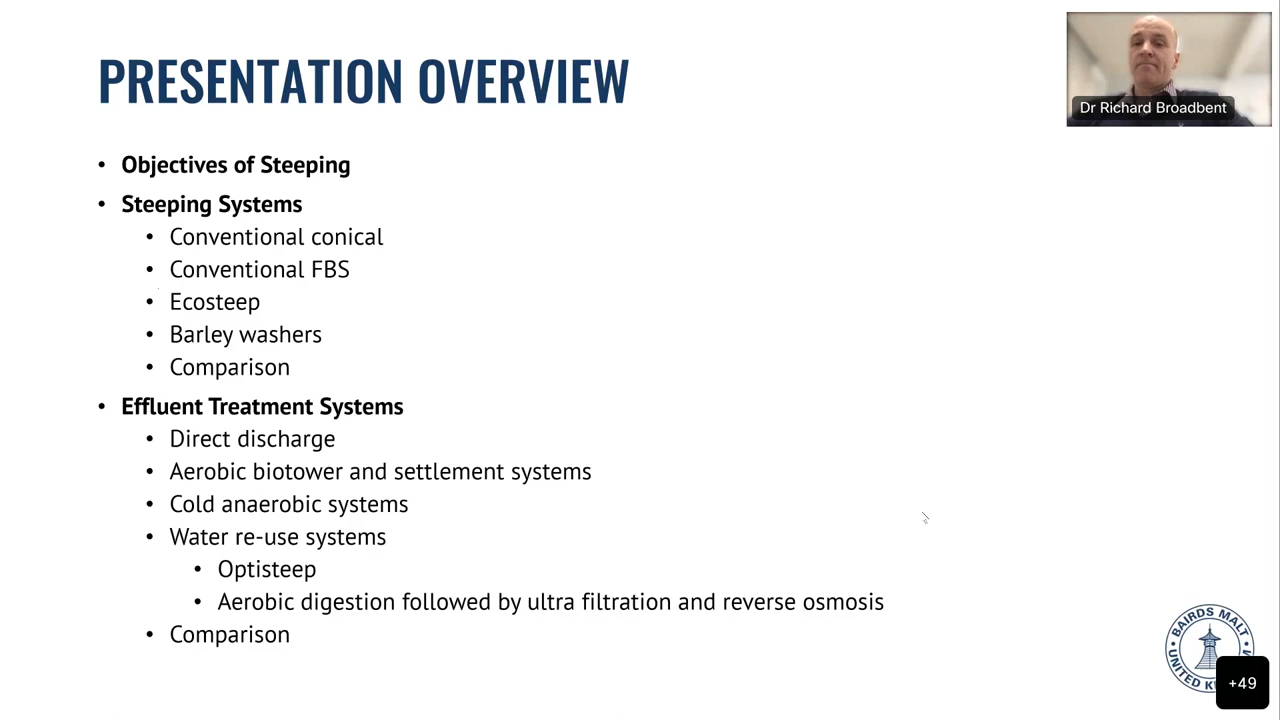 PRESENTATION OVERVIEW
Dr Richard Broadbent
• Objectives of Steeping
• Steeping Systems
• Conventional conical
• Conventional FBS
• Ecosteep
• Barley washers
• Comparison
• Effluent Treatment Systems
• Direct discharge
• Aerobic biotower and settlement systems
• Cold anaerobic systems
• Water re-use systems
• Optisteep
• Aerobic digestion followed by ultra filtration and reverse osmosis
• Comparison
• BAIRDS MALT •
UNITED
+49